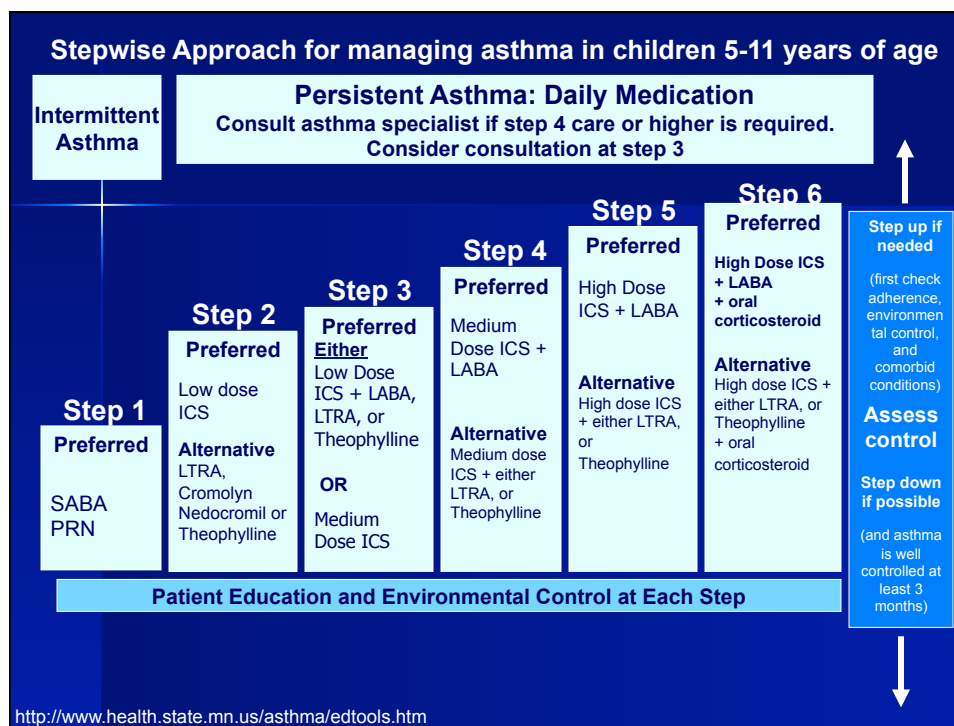 Stepwise Approach for managing asthma in children 5-11 years of age
Intermittent
Asthma
Persistent Asthma: Daily Medication
Consult asthma specialist if step 4 care or higher is required.
Consider consultation at step 3
Step 1
Preferred
SABA
PRN
Step 2
Preferred
Low dose
ICS
Alternative
LTRA,
Cromolyn
Nedocromil or
Theophylline
Step 3
Preferred
Either
Low Dose
ICS + LABA,
LTRA, or
Theophylline
OR
Medium
Dose ICS
Step 4
Preferred
Medium
Dose ICS +
LABA
Alternative
Medium dose
ICS + either
LTRA, or
Theophylline
Step 5
Preferred
High Dose
ICS + LABA
Alternative
High dose ICS
+ either LTRA,
or
Theophylline
Step 6
Preferred
High Dose ICS
+ LABA
+ oral
corticosteroid
Alternative
High dose ICS +
either LTRA, or
Theophylline
+ oral
corticosteroid
Step up if
needed
(first check
adherence,
environmen
tal control,
and
comorbid
conditions)
Assess
control
Step down
if possible
(and asthma
is well
controlled at
least 3
months)
Patient Education and Environmental Control at Each Step
http://www.health.state.mn.us/asthma/edtools.htm